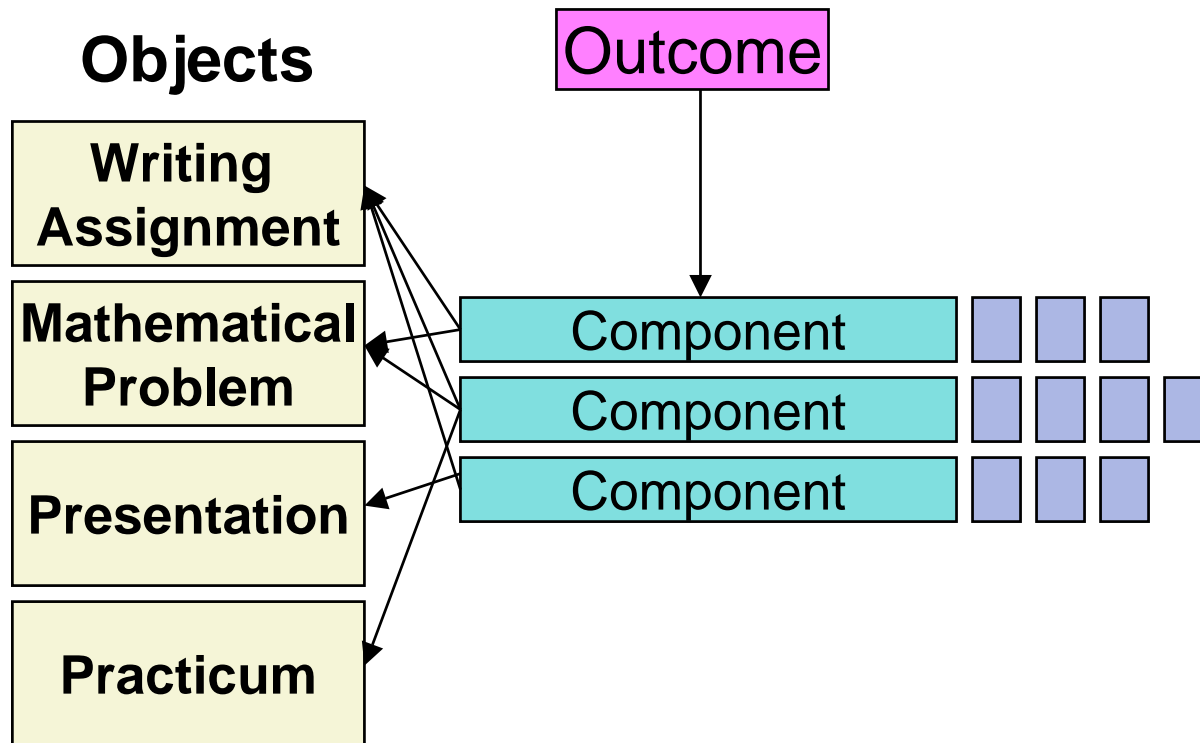 Objects
Outcome
Writing
Assignment
Mathematical
Problem
Component
Component
Component
Presentation
Practicum